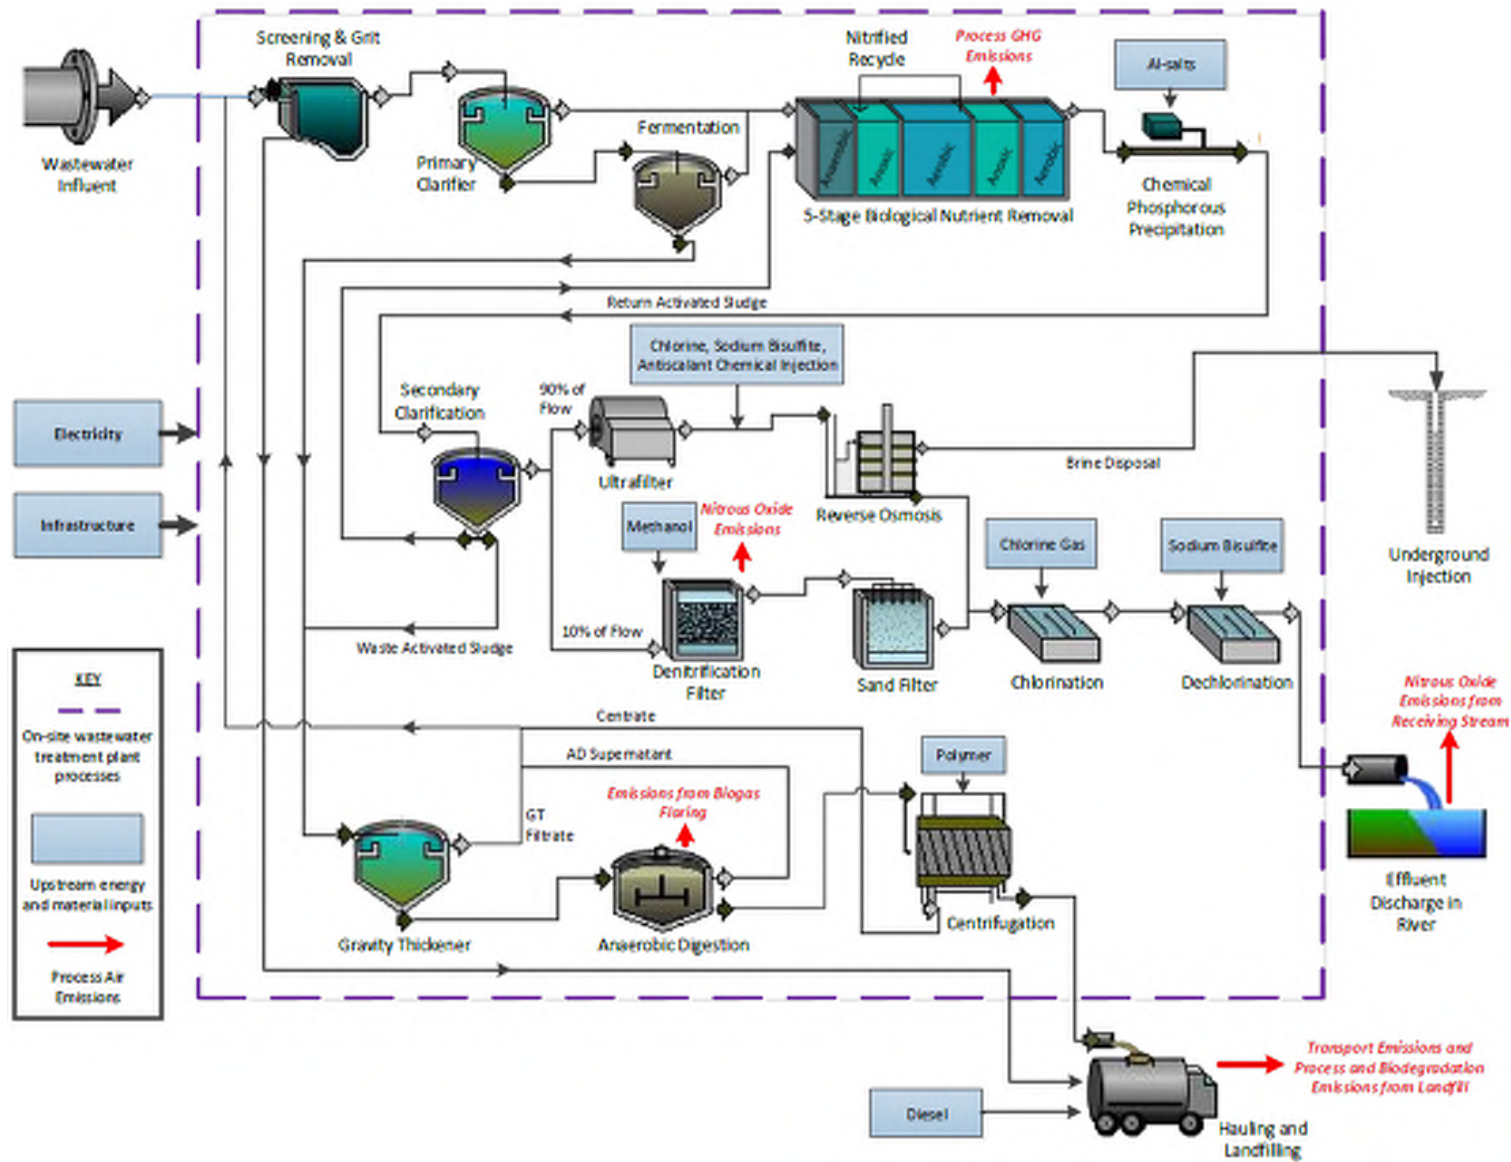 Screening & Grit
Removal
Nitrified
Recycle
Process GHG
Emissions
Al-salts
Wastewater
Influent
Primary
Clarifier
Fermentation
Anaerobic
Anoxic
Aerobic
Anoxic
Aerobic
5-Stage Biological Nutrient Removal
Chemical
Phosphorous
Precipitation
Return Activated Sludge
Chlorine, Sodium Bisulfite,
Antiscalant Chemical Injection
Secondary
Clarification
90% of
Flow
Electricity
Ultrafilter
Brine Disposal
Infrastructure
Methanol
Nitrous Oxide
Emissions
Reverse Osmosis
Chlorine Gas
Sodium Bisulfite
Underground
Injection
10% of Flow
Waste Activated Sludge
Denitrification
Filter
Sand Filter
Chlorination
Dechlorination
KEY
On-site wastewater
treatment plant
processes
Upstream energy
and material inputs
Process Air
Emissions
Nitrous Oxide
Emissions from
Receiving Stream
Centrate
AD Supernatant
Polymer
Emissions from Biogas
Flaring
GT
Filtrate
Gravity Thickener
Anaerobic Digestion
Centrifugation
Effluent
Discharge in
River
Transport Emissions and
Process and Biodegradation
Emissions from Landfill
Diesel
Hauling and
Landfilling